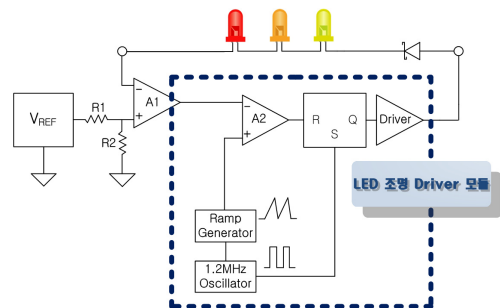 A1
VREF
R1
R2
A2
R
Q
S
Driver
LED 조명 Driver 모듈
Ramp
Generator
1.2MHz
Oscillator